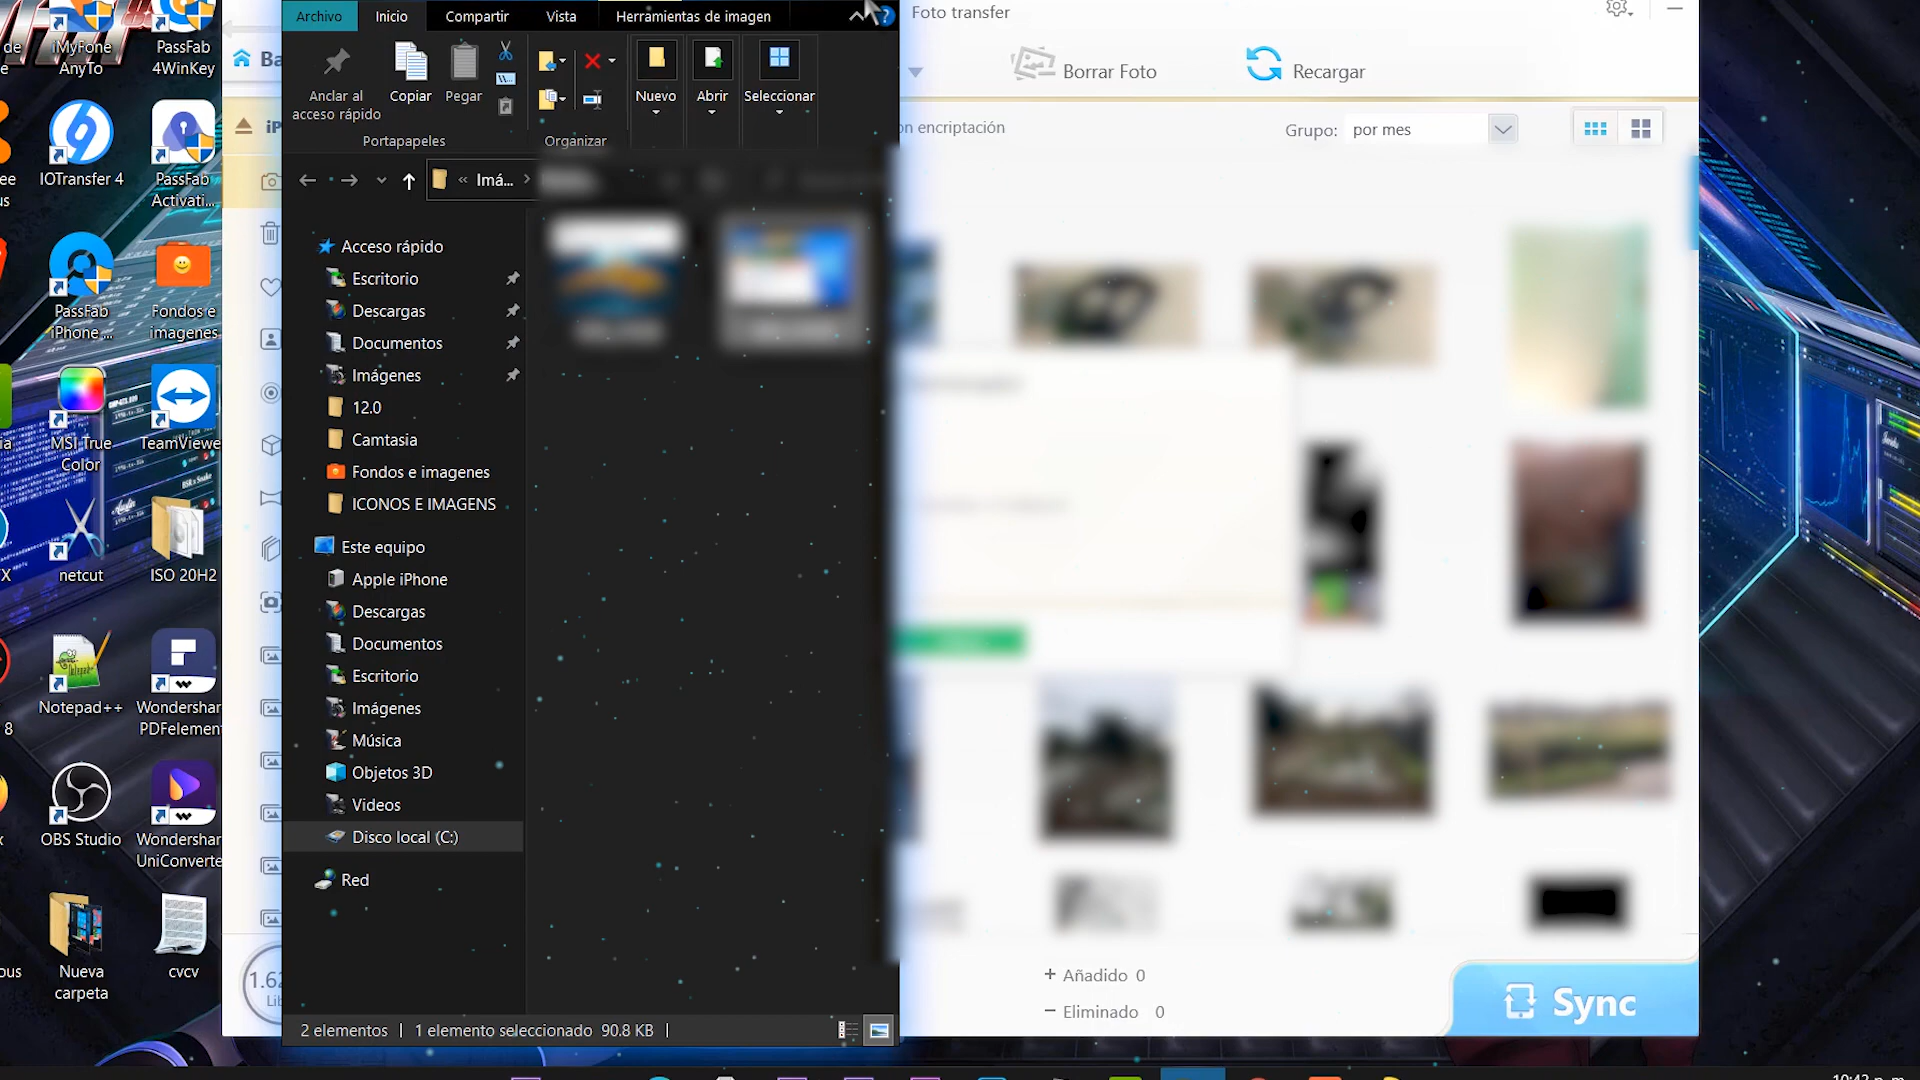 Archivo
Inicio
Compartir
Vista
Herramientas de imagen
Anclar al
acceso rápido
Copiar
Pegar
Nuevo
Abrir
Seleccionar
Portapapeles
Organizar
« Imá...
Acceso rápido
Escritorio
Descargas
Documentos
Imágenes
12.0
Camtasia
Fondos e imagenes
ICONOS E IMAGENS
Este equipo
Apple iPhone
Descargas
Documentos
Escritorio
Imágenes
Música
Objetos 3D
Videos
Disco local (C:)
Red
2 elementos
1 elemento seleccionado 90.8 KB
Foto transfer
Borrar Foto
Recargar
on encriptación
Grupo: por mes
+ Añadido 0
− Eliminado 0
Sync
iMyFone
AnyTo
PassFab
4WinKey
IOTransfer 4
PassFab
Activati...
PassFab
iPhone ...
Fondos e
imagenes
MSI True
Color
TeamViewe
netcut
ISO 20H2
Notepad++
Wondershar
PDFelement
OBS Studio
Wondershar
UniConverte
Nueva
carpeta
cvcv